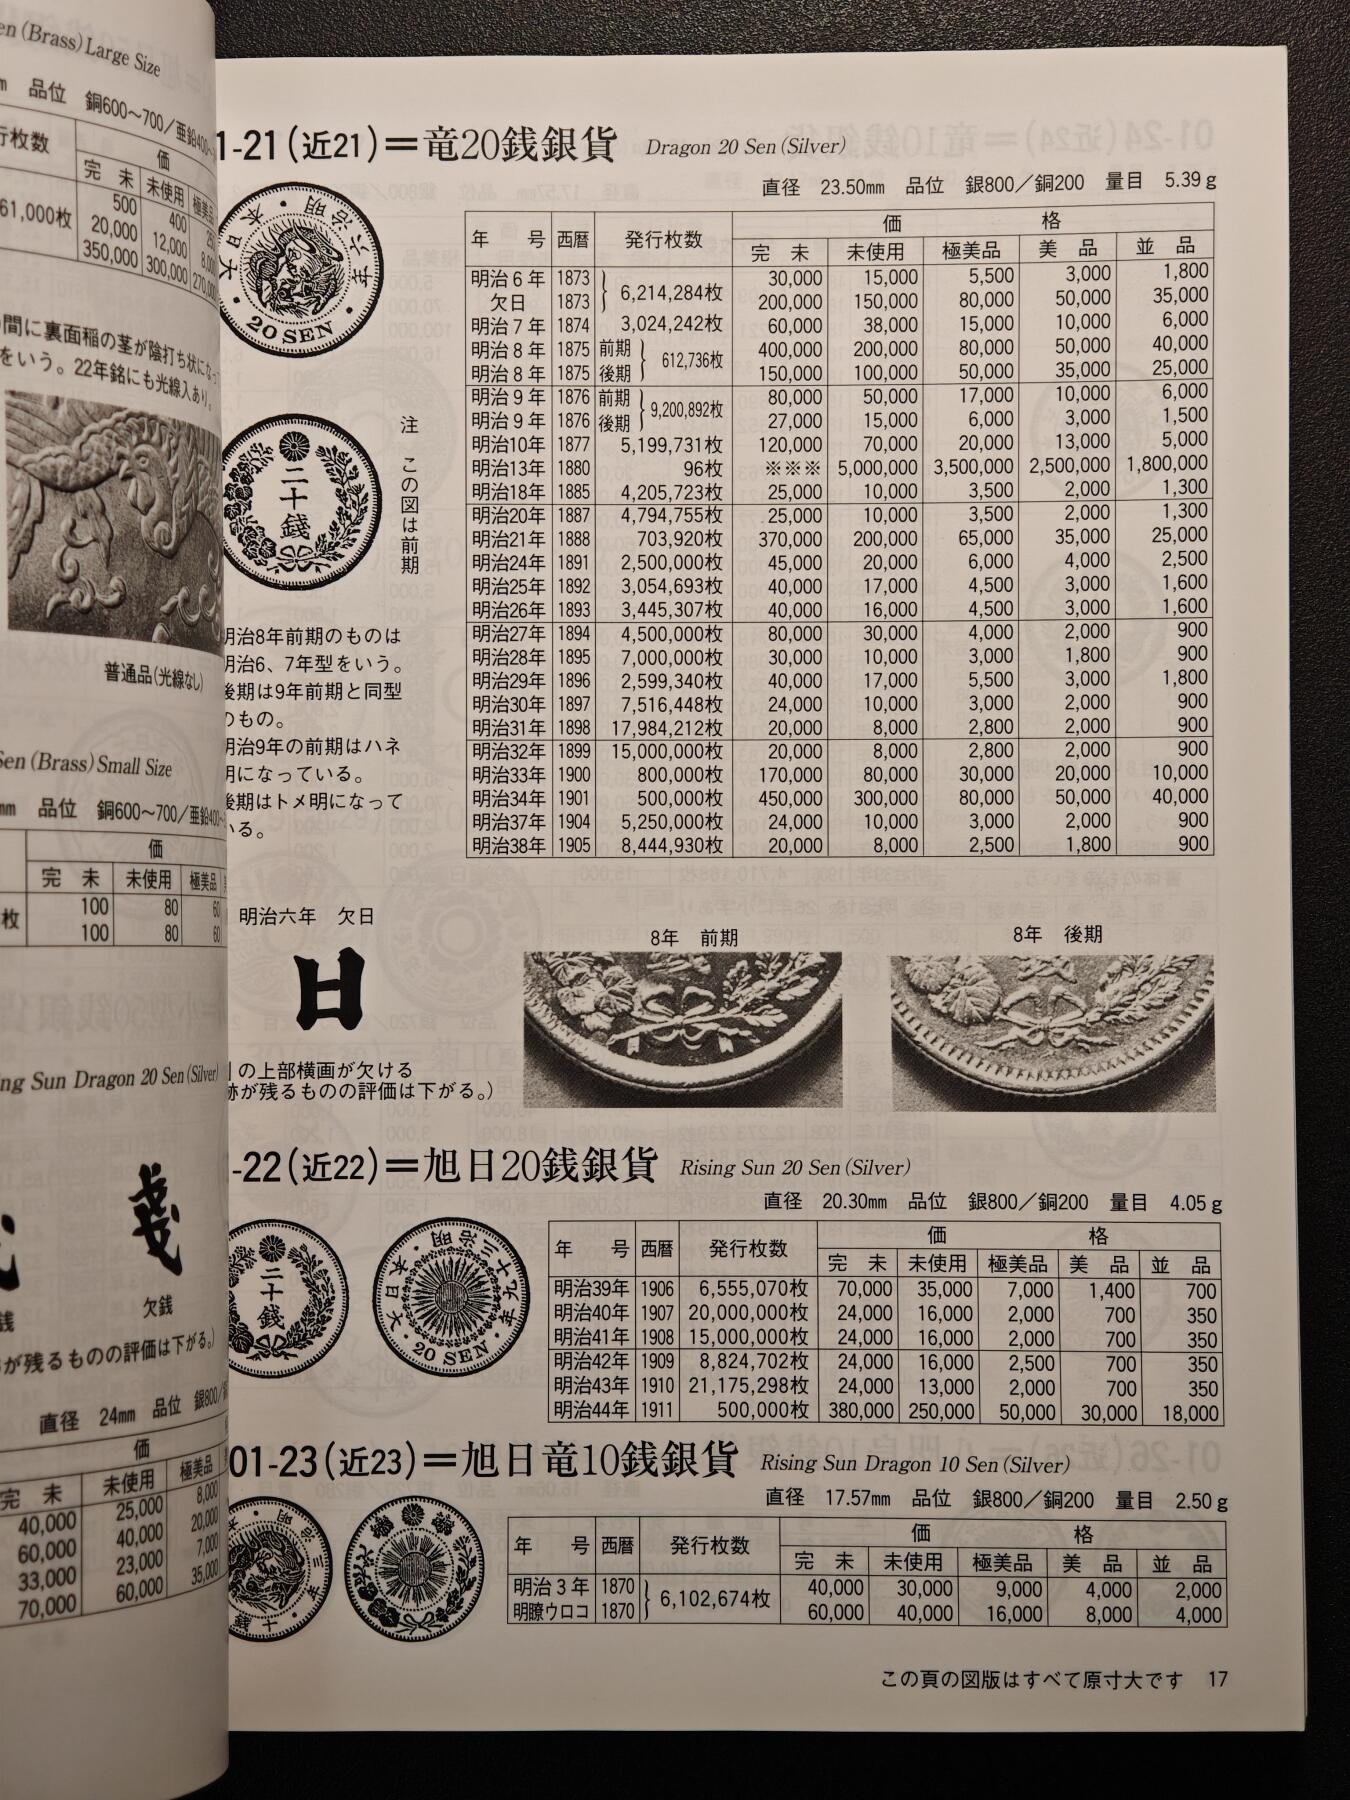 en (Brass) Large Size
品位 銅600〜700／亜鉛400〜
行枚数 価
完 未 未使用 極美品
61,000枚 500 400
20,000 12,000 8,000
350,000 300,000 270,000
間に裏面稲の茎が陰打ち状にな
をいう。22年銘にも光線入あり。
普通品(光線なし)
Sen (Brass) Small Size
mm 品位 銅600〜700／亜鉛400〜
価
完 未 未使用 極美品
枚 100 80 60
100 80 60
ing Sun Dragon 20 Sen (Silver)
銭 欠銭
が残るものの評価は下がる。)
直径 24mm 品位 銀800／
価
完 未 未使用 極美品
40,000 25,000 8,000
60,000 40,000 20,000
33,000 23,000 7,000
70,000 60,000 35,000
1-21(近21)＝竜20銭銀貨 Dragon 20 Sen (Silver)
直径 23.50mm 品位 銀800／銅200 量目 5.39g
大日本・明治六年・20 SEN・
二十銭
注 この図は前期
年 号 西暦 発行枚数 価 格
完 未 未使用 極美品 美 品 並 品
明治6年 1873 6,214,284枚 30,000 15,000 5,500 3,000 1,800
欠日 1873 200,000 150,000 80,000 50,000 35,000
明治7年 1874 3,024,242枚 60,000 38,000 15,000 10,000 6,000
明治8年 1875 前期 612,736枚 400,000 200,000 80,000 50,000 40,000
明治8年 1875 後期 150,000 100,000 50,000 35,000 25,000
明治9年 1876 前期 9,200,892枚 80,000 50,000 17,000 10,000 6,000
明治9年 1876 後期 27,000 15,000 6,000 3,000 1,500
明治10年 1877 5,199,731枚 120,000 70,000 20,000 13,000 5,000
明治13年 1880 96枚 ※※※ 5,000,000 3,500,000 2,500,000 1,800,000
明治18年 1885 4,205,723枚 25,000 10,000 3,500 2,000 1,300
明治20年 1887 4,794,755枚 25,000 10,000 3,500 2,000 1,300
明治21年 1888 703,920枚 370,000 200,000 65,000 35,000 25,000
明治24年 1891 2,500,000枚 45,000 20,000 6,000 4,000 2,500
明治25年 1892 3,054,693枚 40,000 17,000 4,500 3,000 1,600
明治26年 1893 3,445,307枚 40,000 16,000 4,500 3,000 1,600
明治27年 1894 4,500,000枚 80,000 30,000 4,000 2,000 900
明治28年 1895 7,000,000枚 30,000 10,000 3,000 1,800 900
明治29年 1896 2,599,340枚 40,000 17,000 5,500 3,000 1,800
明治30年 1897 7,516,448枚 24,000 10,000 3,000 2,000 900
明治31年 1898 17,984,212枚 20,000 8,000 2,800 2,000 900
明治32年 1899 15,000,000枚 20,000 8,000 2,800 2,000 900
明治33年 1900 800,000枚 170,000 80,000 30,000 20,000 10,000
明治34年 1901 500,000枚 450,000 300,000 80,000 50,000 40,000
明治37年 1904 5,250,000枚 24,000 10,000 3,000 2,000 900
明治38年 1905 8,444,930枚 20,000 8,000 2,500 1,800 900
明治8年前期のものは
明治6、7年型をいう。
後期は9年前期と同型
のもの。
明治9年の前期はハネ
明になっている。
後期はトメ明になって
いる。
明治六年 欠日
日
の上部横画が欠ける
跡が残るものの評価は下がる。)
8年 前期
8年 後期
-22(近22)＝旭日20銭銀貨 Rising Sun 20 Sen (Silver)
直径 20.30mm 品位 銀800／銅200 量目 4.05g
二十銭
大日本・明治三十九年・20 SEN・
年 号 西暦 発行枚数 価 格
完 未 未使用 極美品 美 品 並 品
明治39年 1906 6,555,070枚 70,000 35,000 7,000 1,400 700
明治40年 1907 20,000,000枚 24,000 16,000 2,000 700 350
明治41年 1908 15,000,000枚 24,000 16,000 2,000 700 350
明治42年 1909 8,824,702枚 24,000 16,000 2,500 700 350
明治43年 1910 21,175,298枚 24,000 13,000 2,000 700 350
明治44年 1911 500,000枚 380,000 250,000 50,000 30,000 18,000
01-23(近23)＝旭日竜10銭銀貨 Rising Sun Dragon 10 Sen (Silver)
直径 17.57mm 品位 銀800／銅200 量目 2.50g
年 号 西暦 発行枚数 価 格
完 未 未使用 極美品 美 品 並 品
明治3年 1870 6,102,674枚 40,000 30,000 9,000 4,000 2,000
明瞭ウロコ 1870 60,000 40,000 16,000 8,000 4,000
この頁の図版はすべて原寸大です 17